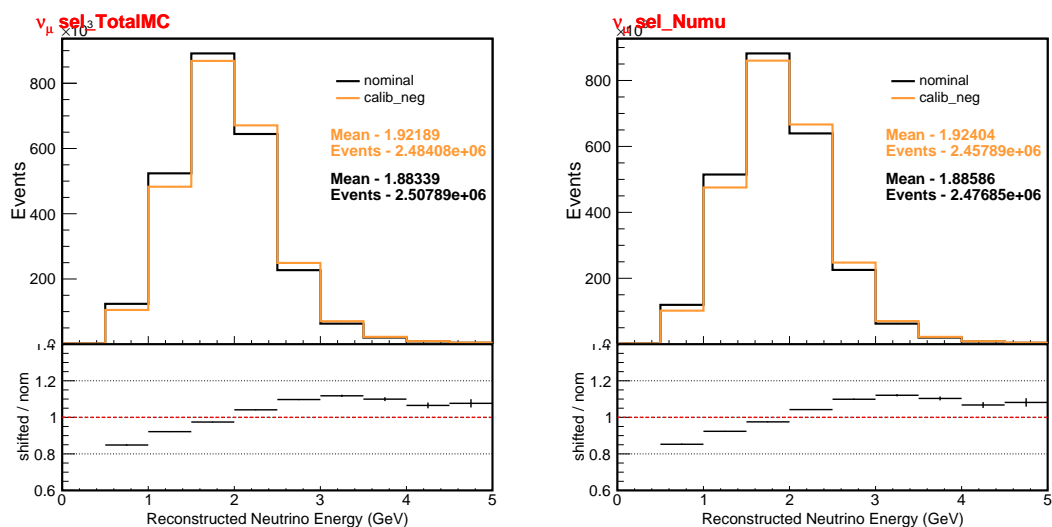 ν_μ sel_TotalMC
×10³
Events
800
600
400
200
nominal
calib_neg
Mean - 1.92189
Events - 2.48408e+06
Mean - 1.88339
Events - 2.50789e+06
shifted / nom
1.2
1
0.8
0.6
0 1 2 3 4 5
Reconstructed Neutrino Energy (GeV)
ν_μ sel_Numu
Events
800
600
400
200
nominal
calib_neg
Mean - 1.92404
Events - 2.45789e+06
Mean - 1.88586
Events - 2.47685e+06
shifted / nom
1.2
1
0.8
0.6
0 1 2 3 4 5
Reconstructed Neutrino Energy (GeV)